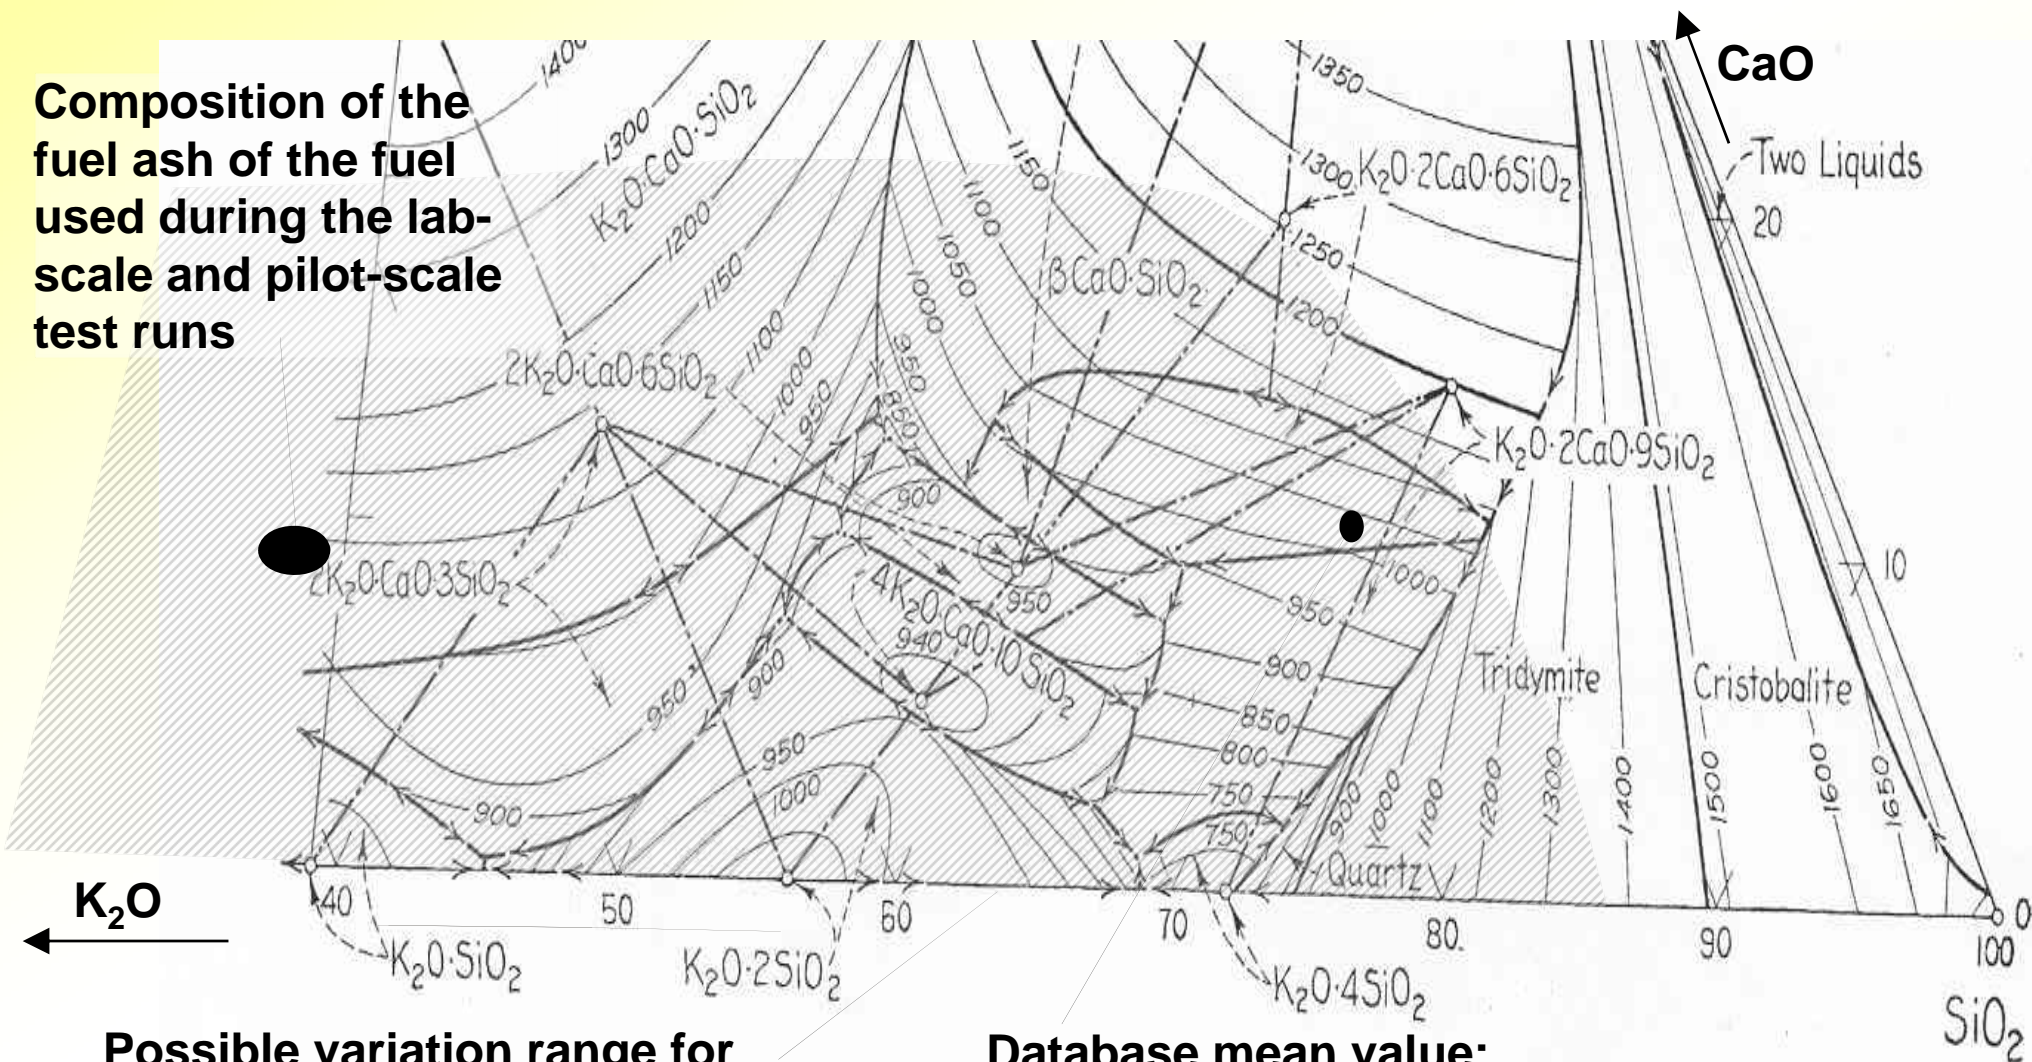 CaO
1400
1350
Composition of the
fuel ash of the fuel
used during the lab-
scale and pilot-scale
test runs
K₂O·CaO·SiO₂
1300
1150
1300
K₂O·2CaO·6SiO₂
Two Liquids
20
1200
1100
1250
1150
1050
1000
βCaO·SiO₂
1200
1100
1000
950
950
850
2K₂O·CaO·6SiO₂
K₂O·2CaO·9SiO₂
900
2K₂O·CaO·3SiO₂
1000
10
4K₂O·CaO·10SiO₂
950
950
940
900
900
950
850
Tridymite
Cristobalite
950
800
1000
750
900
750
900
1000
1100
1200
1300
1400
1500
1600
1650
Quartz
K₂O
40
50
60
70
80
90
100
0
K₂O·SiO₂
K₂O·2SiO₂
K₂O·4SiO₂
SiO₂
Possible variation range for
Database mean value: